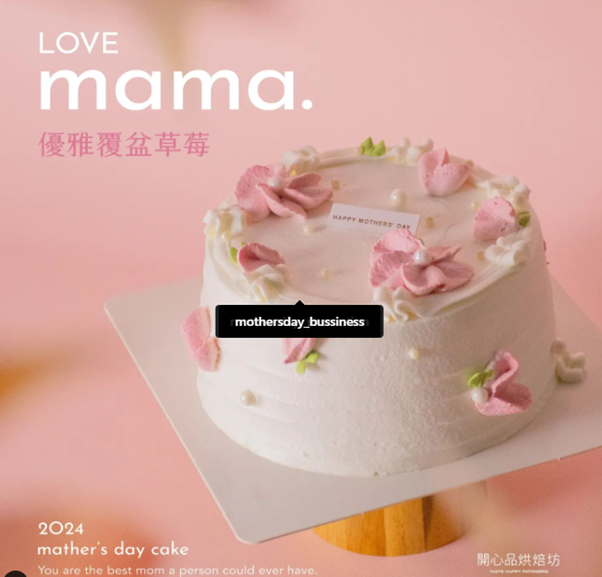 LOVE
mama.
優雅覆盆草莓
HAPPY MOTHERS' DAY
mothersday_bussiness
2024
mather's day cake
You are the best mom a person could ever have.
開心品烘焙坊